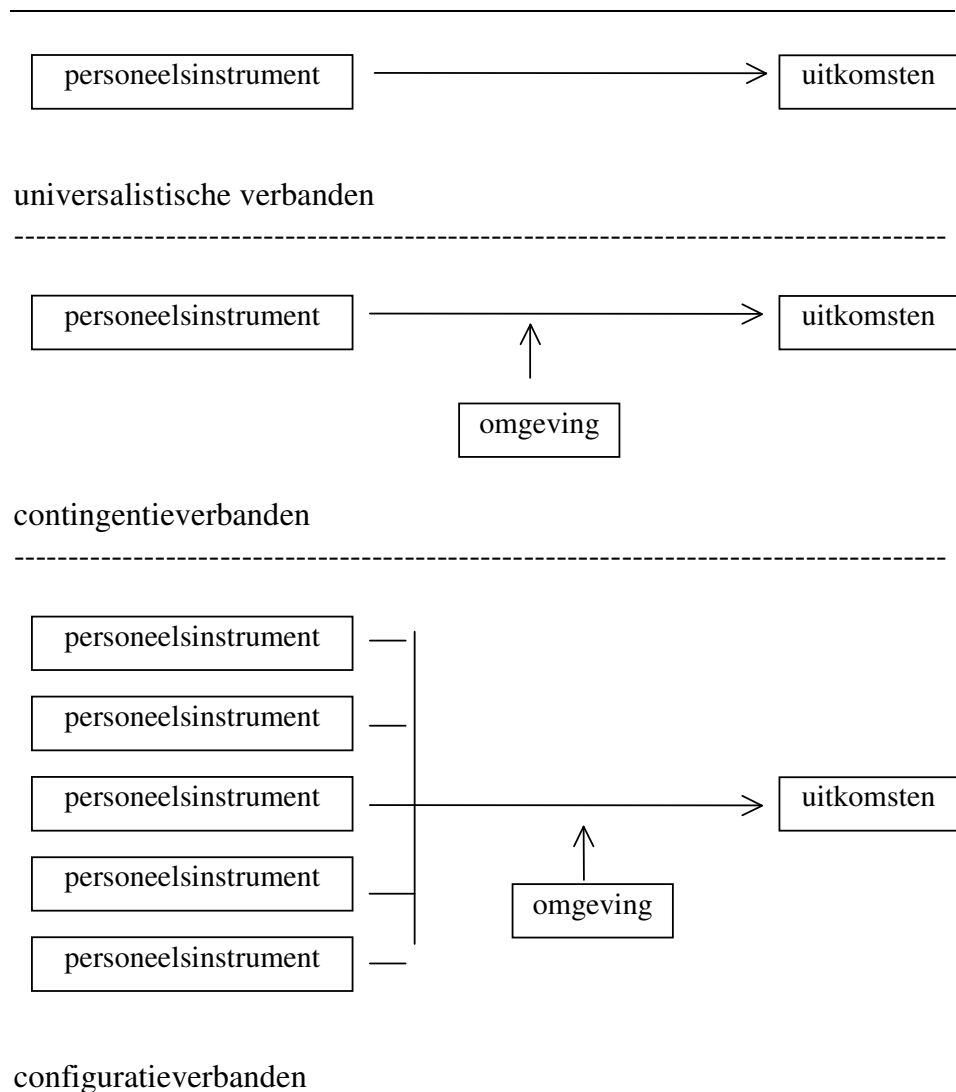 personeelsinstrument uitkomsten
universalistische verbanden
personeelsinstrument uitkomsten
omgeving
contingentieverbanden
personeelsinstrument
personeelsinstrument
personeelsinstrument uitkomsten
personeelsinstrument
omgeving
personeelsinstrument
configuratieverbanden